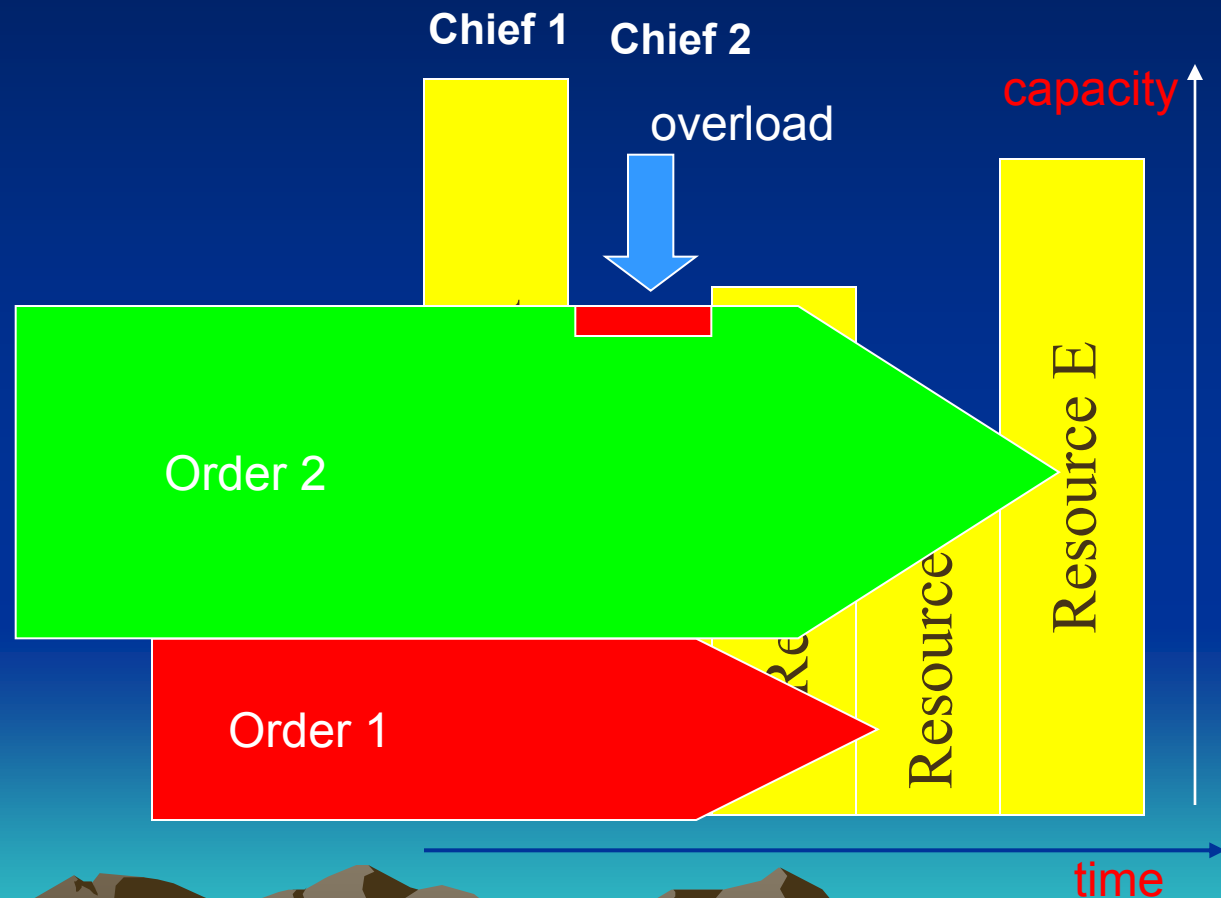 Chief 1
Chief 2
capacity
overload
Resource E
Order 2
Resource
Order 1
time